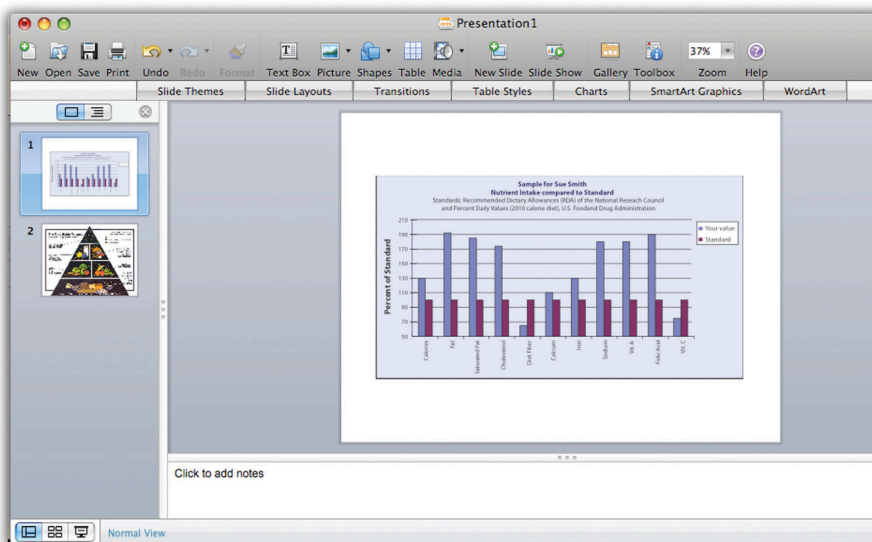 Presentation1
New Open Save Print Undo Redo Format Text Box Picture Shapes Table Media New Slide Slide Show Gallery Toolbox Zoom Help
37%
Slide Themes Slide Layouts Transitions Table Styles Charts SmartArt Graphics WordArt
1
2
Sample for Sue Smith
Nutrient Intake compared to Standard
Standards: Recommended Dictary Allowances (RDA) of the National Reseach Council
and Percent Daily Values (2010 calorie diet), U.S. Foodand Drug Administration
Percent of Standard
210
190
170
150
130
110
90
70
50
Calories
Fat
Saturated Fat
Cholesterol
Diet Fiber
Calcium
Iron
Sodium
Vit. A
Folic Acid
Vit. C
Your value
Standard
Click to add notes
Normal View